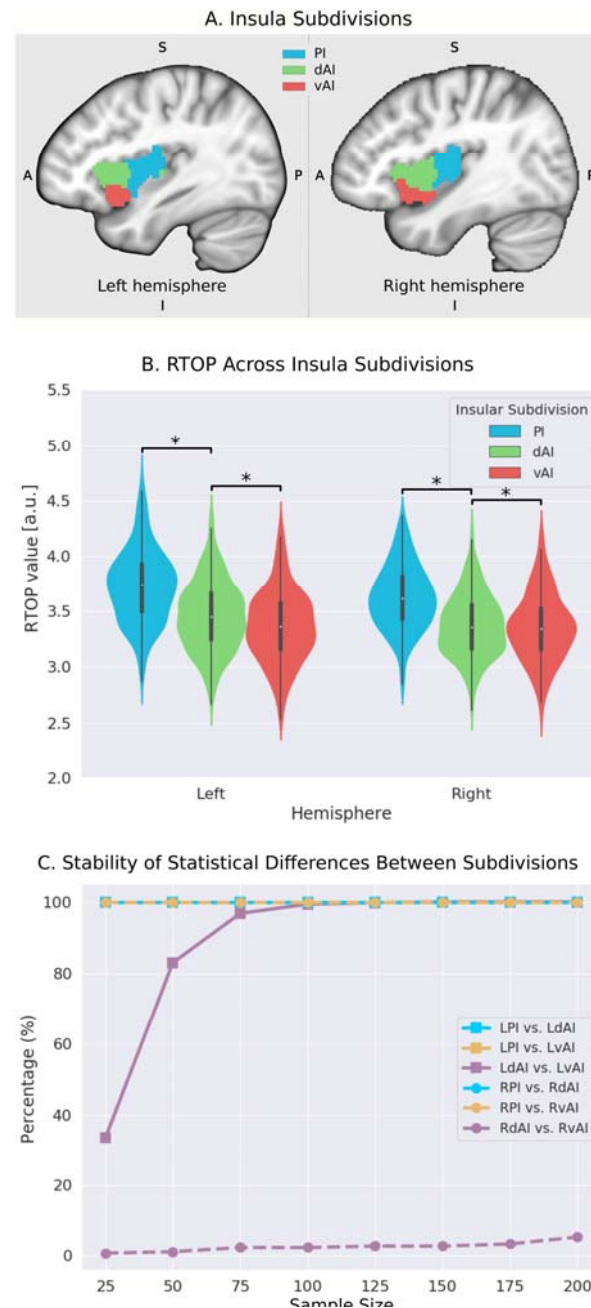 A. Insula Subdivisions
S
S
PI
dAI
vAI
A
P
A
P
Left hemisphere
Right hemisphere
I
I
B. RTOP Across Insula Subdivisions
5.5
5.0
4.5
4.0
3.5
3.0
2.5
2.0
RTOP value [a.u.]
Insular Subdivision
PI
dAI
vAI
*
*
*
*
Left
Right
Hemisphere
C. Stability of Statistical Differences Between Subdivisions
100
80
60
40
20
0
Percentage (%)
LPI vs. LdAI
LPI vs. LvAI
LdAI vs. LvAI
RPI vs. RdAI
RPI vs. RvAI
RdAI vs. RvAI
25 50 75 100 125 150 175 200
Sample Size